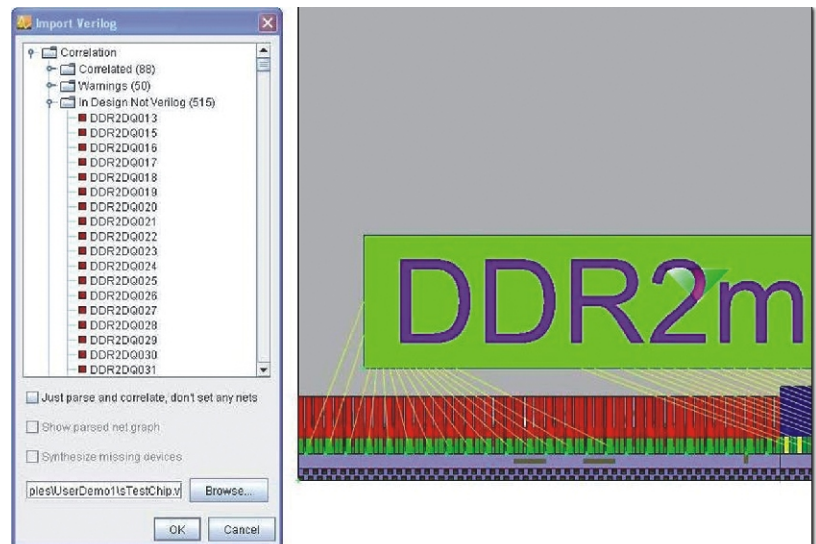 Import Verilog
Correlation
Correlated (88)
Warnings (50)
In Design Not Verilog (515)
DDR2DQ013
DDR2DQ015
DDR2DQ016
DDR2DQ017
DDR2DQ018
DDR2DQ019
DDR2DQ020
DDR2DQ021
DDR2DQ022
DDR2DQ023
DDR2DQ024
DDR2DQ025
DDR2DQ026
DDR2DQ027
DDR2DQ028
DDR2DQ029
DDR2DQ030
DDR2DQ031
Just parse and correlate, don't set any nets
Show parsed net graph
Synthesize missing devices
ples\UserDemo1\sTestChip.v Browse...
OK Cancel
DDR2m